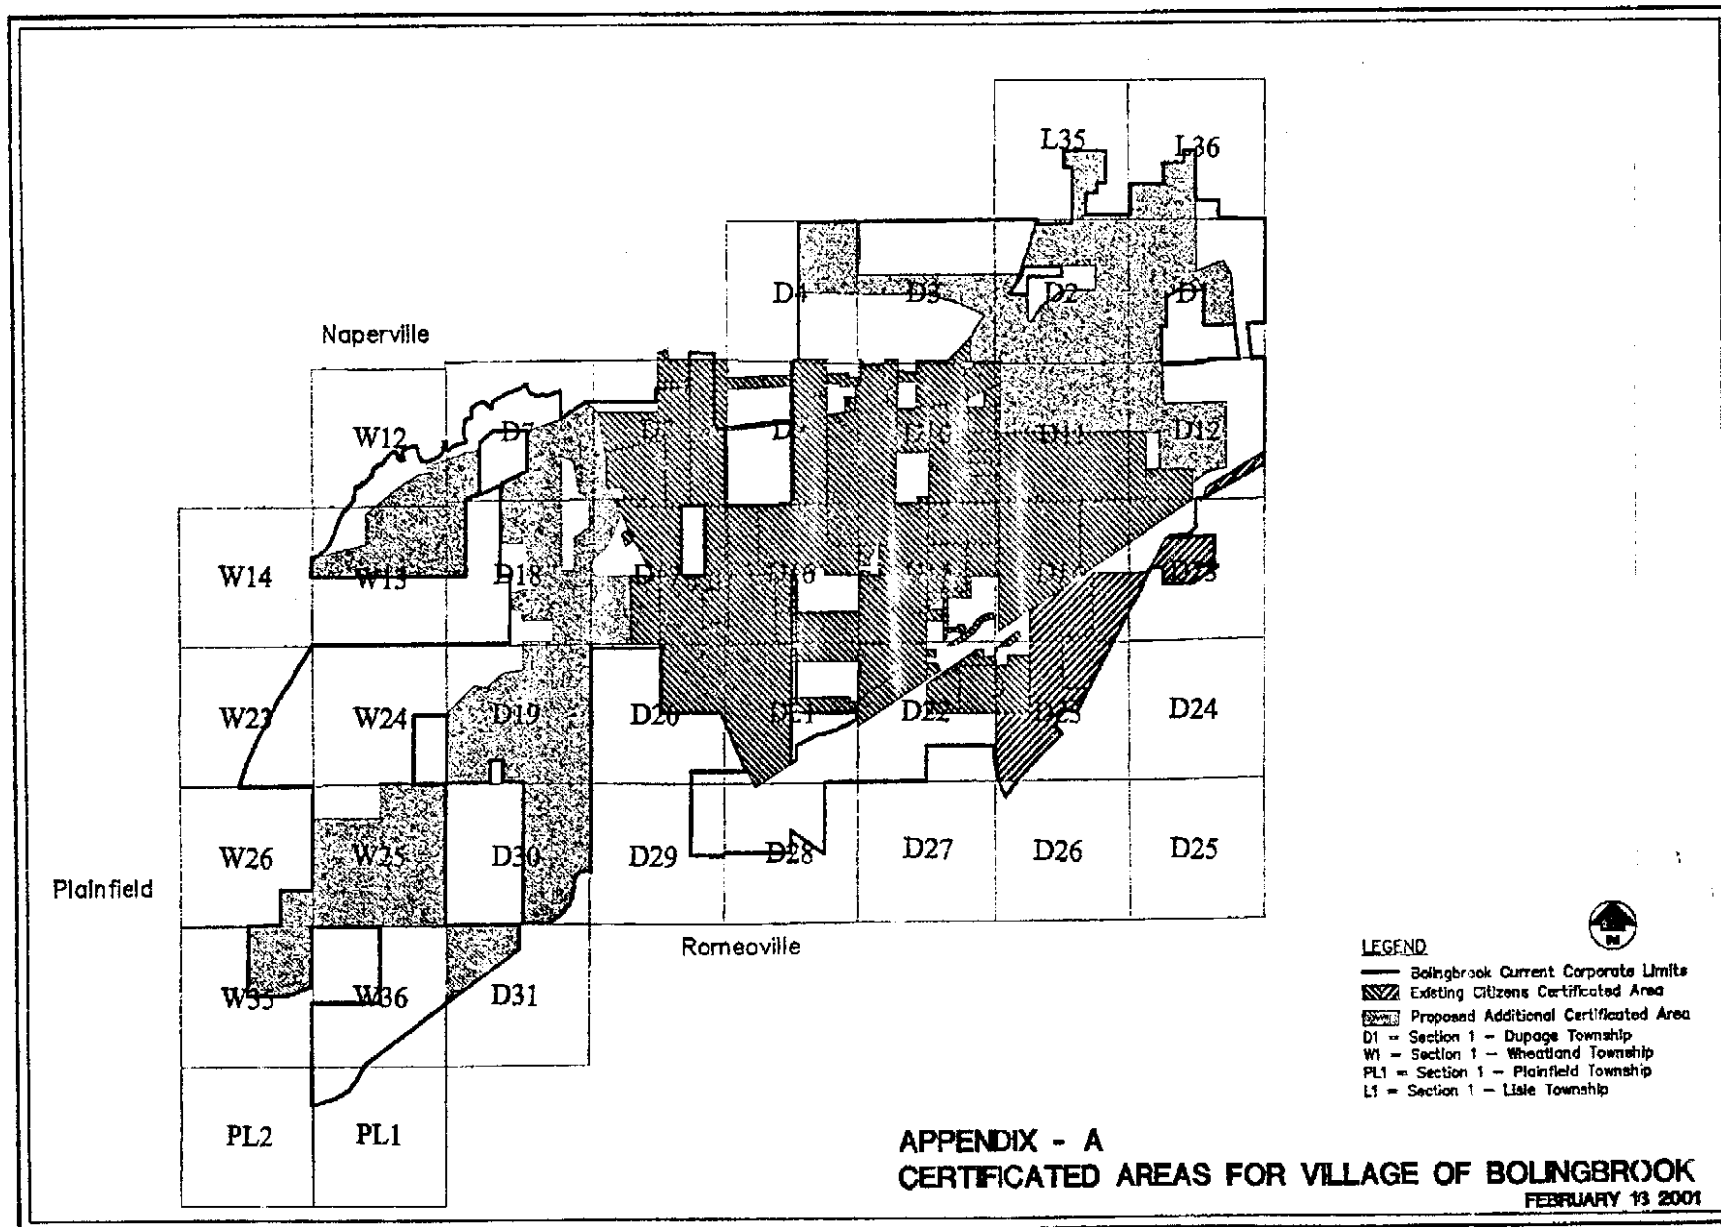 L35
L36
D4
D3
D2
D1
Naperville
W12
D7
D11
D12
W14
W13
D18
D16
W23
W24
D19
D20
D21
D22
D23
D24
W26
W25
D30
D29
D28
D27
D26
D25
Plainfield
Romeoville
W35
W36
D31
PL2
PL1
N
LEGEND
Bolingbrook Current Corporate Limits
Existing Citizens Certificated Area
Proposed Additional Certificated Area
D1 = Section 1 - Dupage Township
W1 = Section 1 - Wheatland Township
PL1 = Section 1 - Plainfield Township
L1 = Section 1 - Lisle Township
APPENDIX - A
CERTIFICATED AREAS FOR VILLAGE OF BOLINGBROOK
FEBRUARY 13 2001